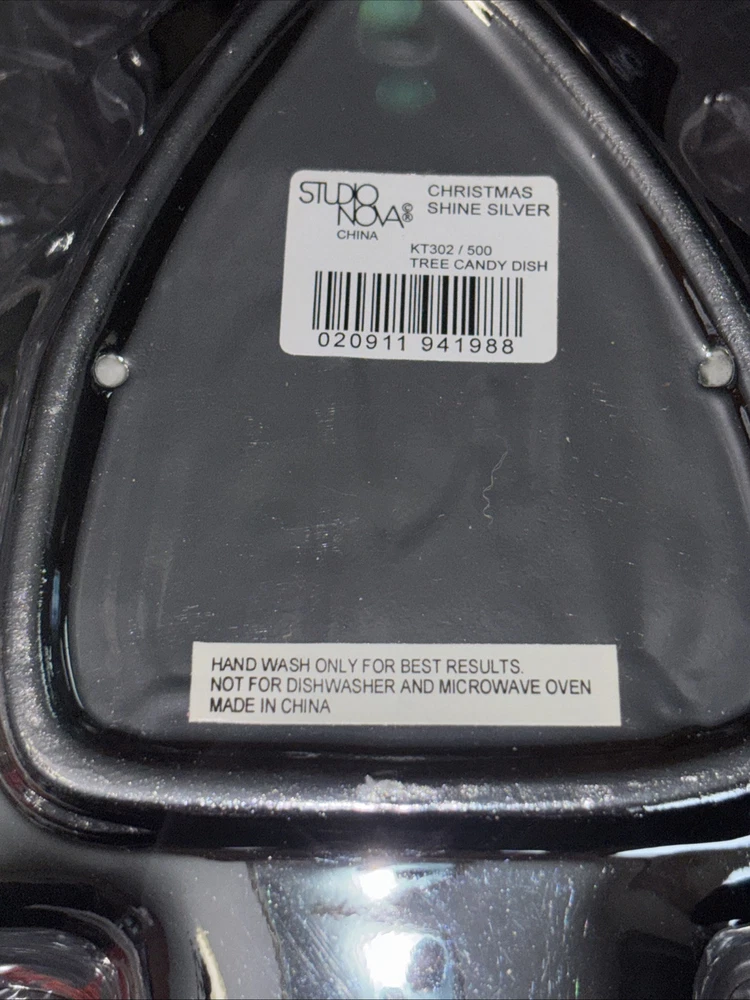 STUDIO
NOVA©®
CHINA
CHRISTMAS
SHINE SILVER
KT302 / 500
TREE CANDY DISH
020911 941988
HAND WASH ONLY FOR BEST RESULTS.
NOT FOR DISHWASHER AND MICROWAVE OVEN
MADE IN CHINA